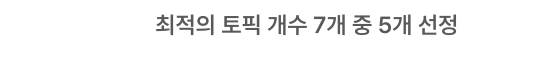 최적의 토픽 개수 7개 중 5개 선정